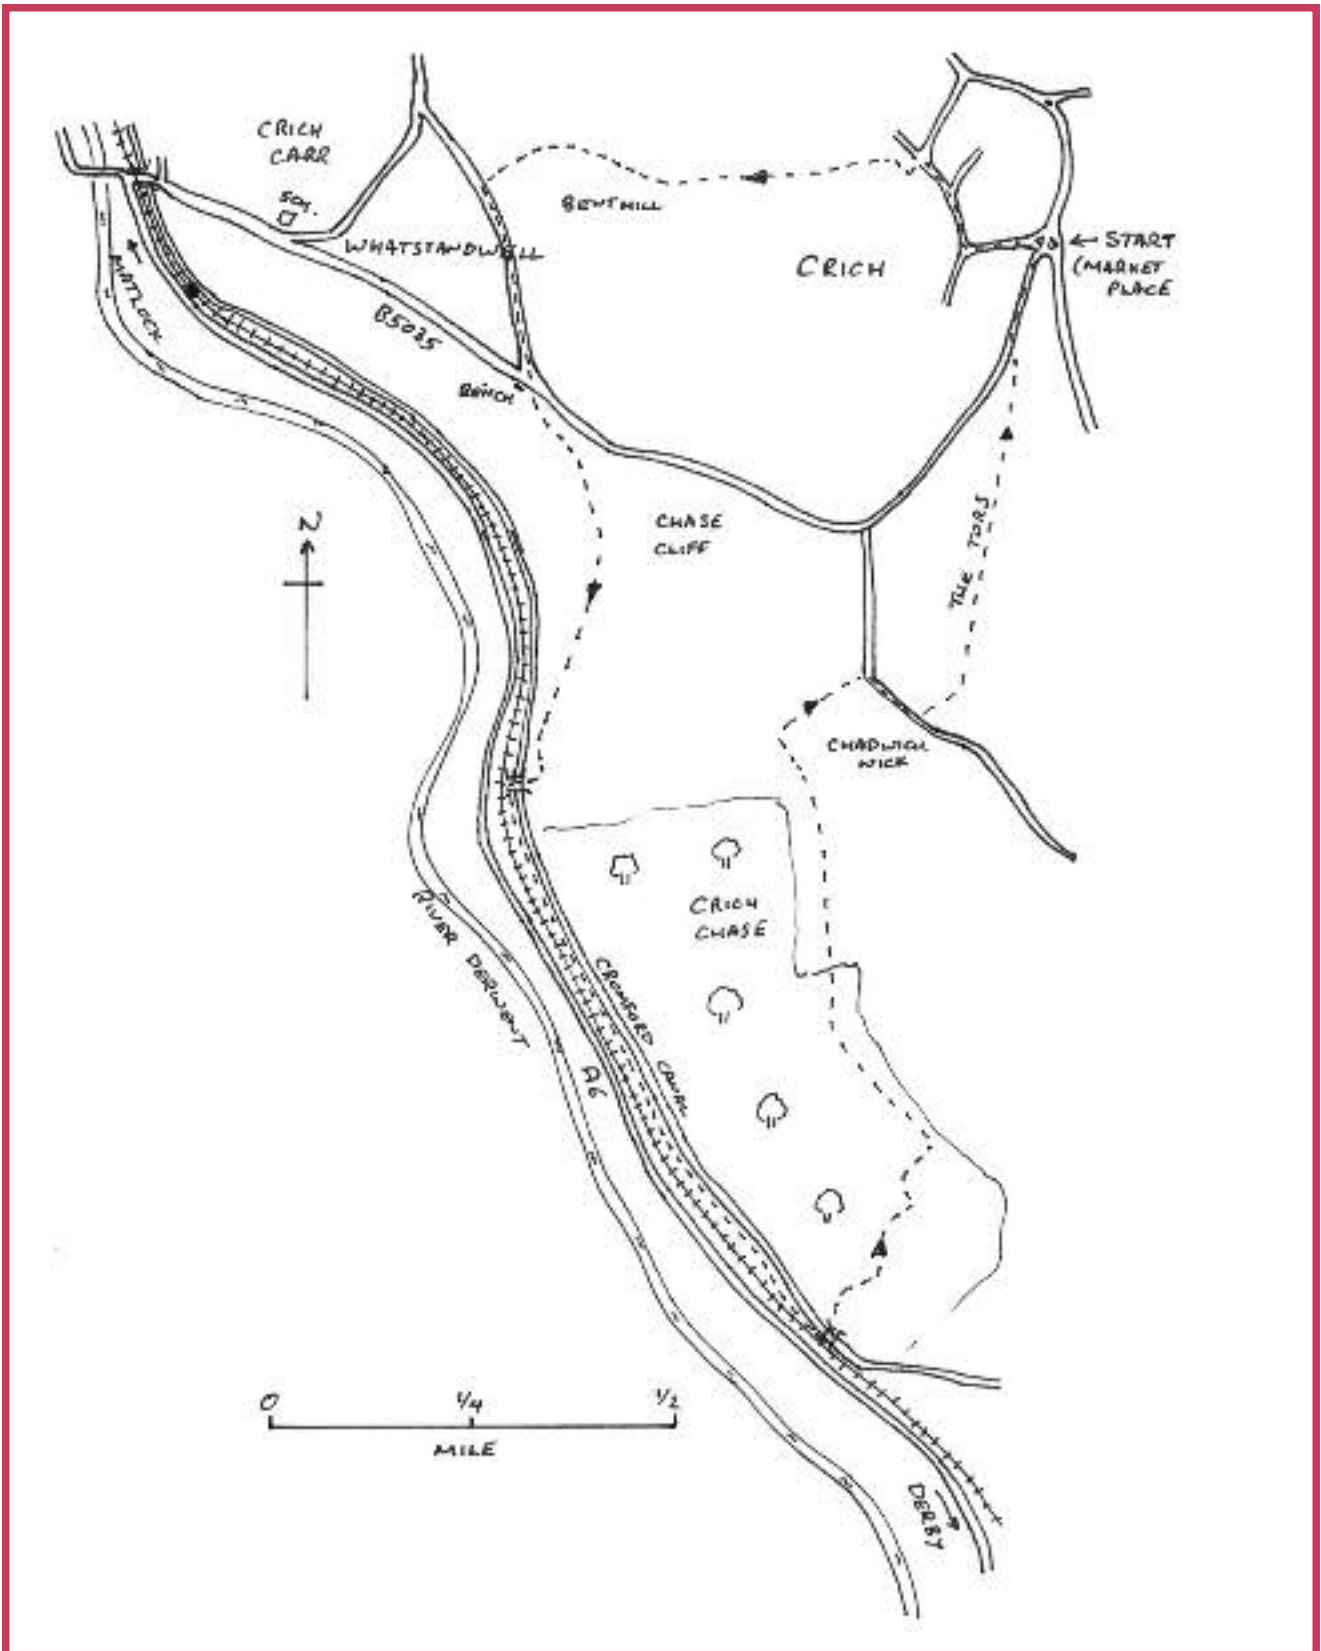 CRICH
CARR
SCH.
BENTHILL
WHATSTANDWELL
CRICH
START
(MARKET
PLACE
MATLOCK
B5035
BENCH
N
CHASE
CLIFF
THE TORS
CHADWICK
WICK
CRICH
CHASE
RIVER DERWENT
CROMFORD CANAL
A6
0 1/4 1/2
MILE
DERBY